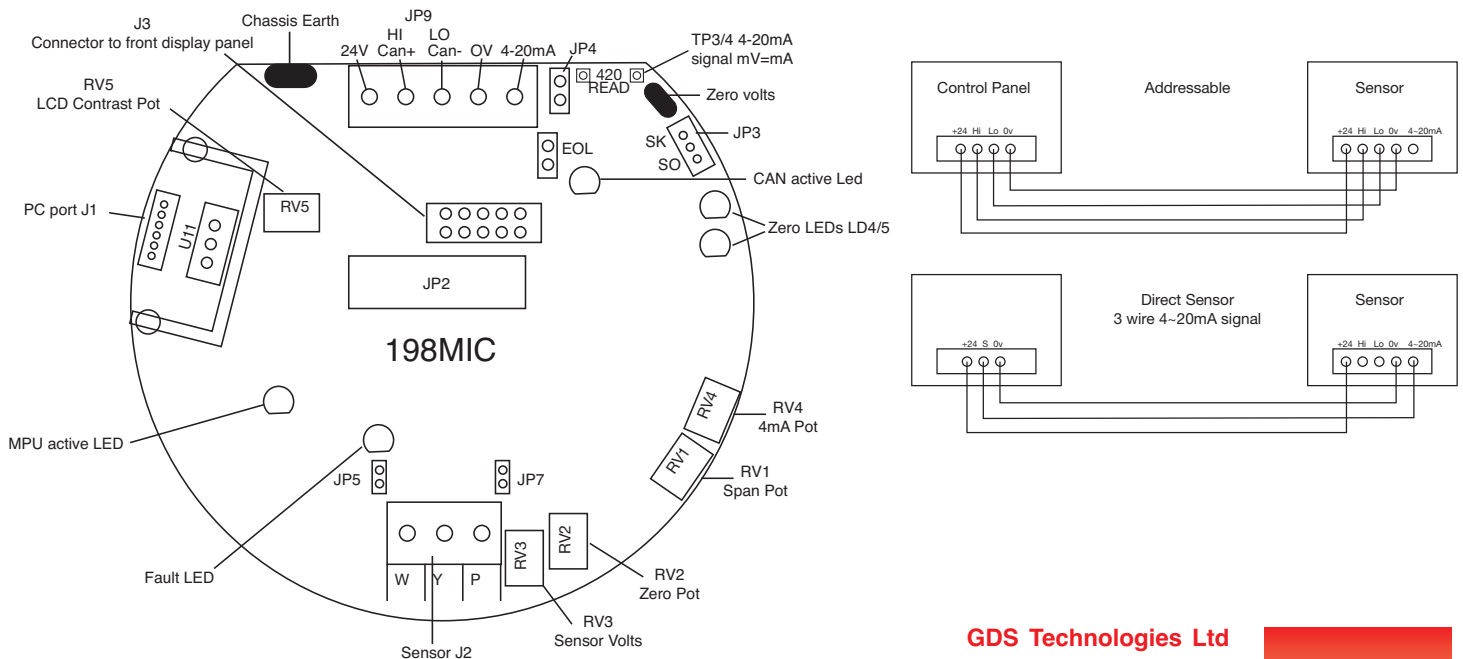 J3
Connector to front display panel
Chassis Earth
JP9
HI
LO
24V Can+ Can- OV 4-20mA
JP4
TP3/4 4-20mA
signal mV=mA
420
READ
Zero volts
RV5
LCD Contrast Pot
JP3
SK
SO
EOL
CAN active Led
PC port J1
U11
RV5
Zero LEDs LD4/5
JP2
198MIC
MPU active LED
RV4
RV4
4mA Pot
RV1
RV1
Span Pot
JP5
JP7
Fault LED
W Y P
RV3
RV2
RV2
Zero Pot
RV3
Sensor Volts
Sensor J2
Control Panel
Addressable
Sensor
+24 Hi Lo 0v
+24 Hi Lo 0v 4~20mA
Direct Sensor
3 wire 4~20mA signal
Sensor
+24 S 0v
+24 Hi Lo 0v 4~20mA
GDS Technologies Ltd